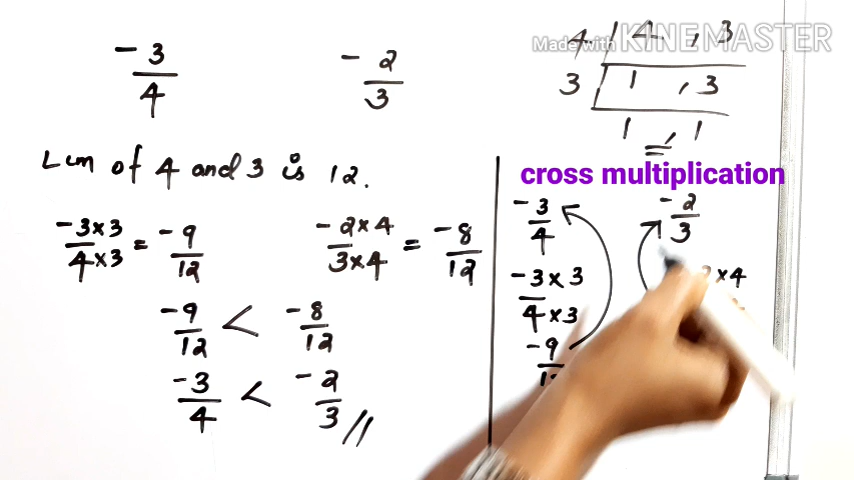 -3/4   -2/3
4 | 4 , 3
3 | 1 , 3
1 , 1
Made with KINEMASTER
Lcm of 4 and 3 is 12.
-3×3/4×3 = -9/12   -2×4/3×4 = -8/12
-9/12 < -8/12
-3/4 < -2/3 //
cross multiplication
-3/4   -2/3
-3×3/4×3   ×4
-9/12